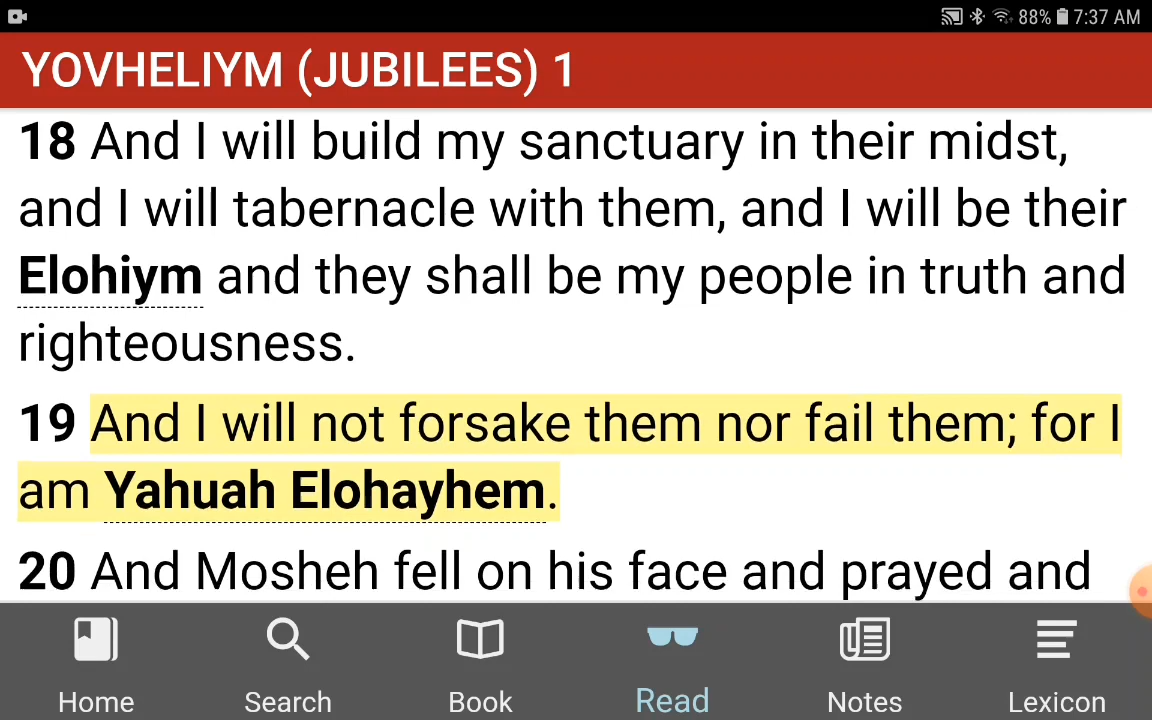 88% 7:37 AM
YOVHELIYM (JUBILEES) 1
18 And I will build my sanctuary in their midst,
and I will tabernacle with them, and I will be their
Elohiym and they shall be my people in truth and
righteousness.
19 And I will not forsake them nor fail them; for I
am Yahuah Elohayhem.
20 And Mosheh fell on his face and prayed and
Home Search Book Read Notes Lexicon